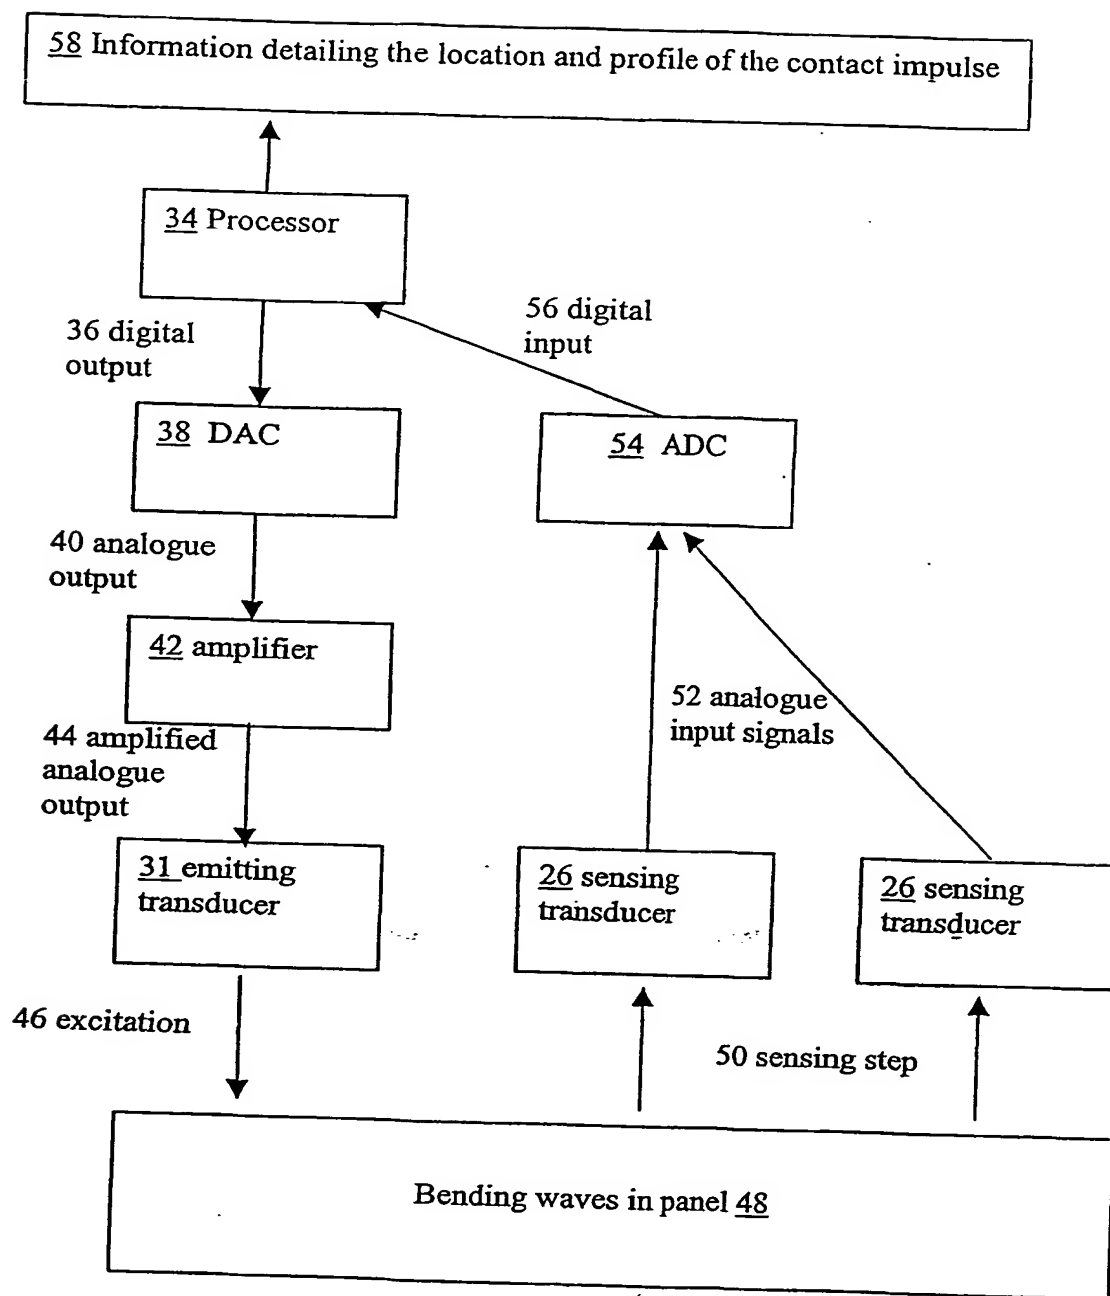 58 Information detailing the location and profile of the contact impulse
34 Processor
56 digital
input
36 digital
output
38 DAC
54 ADC
40 analogue
output
42 amplifier
52 analogue
input signals
44 amplified
analogue
output
31 emitting
transducer
26 sensing
transducer
26 sensing
transducer
46 excitation
50 sensing step
Bending waves in panel 48